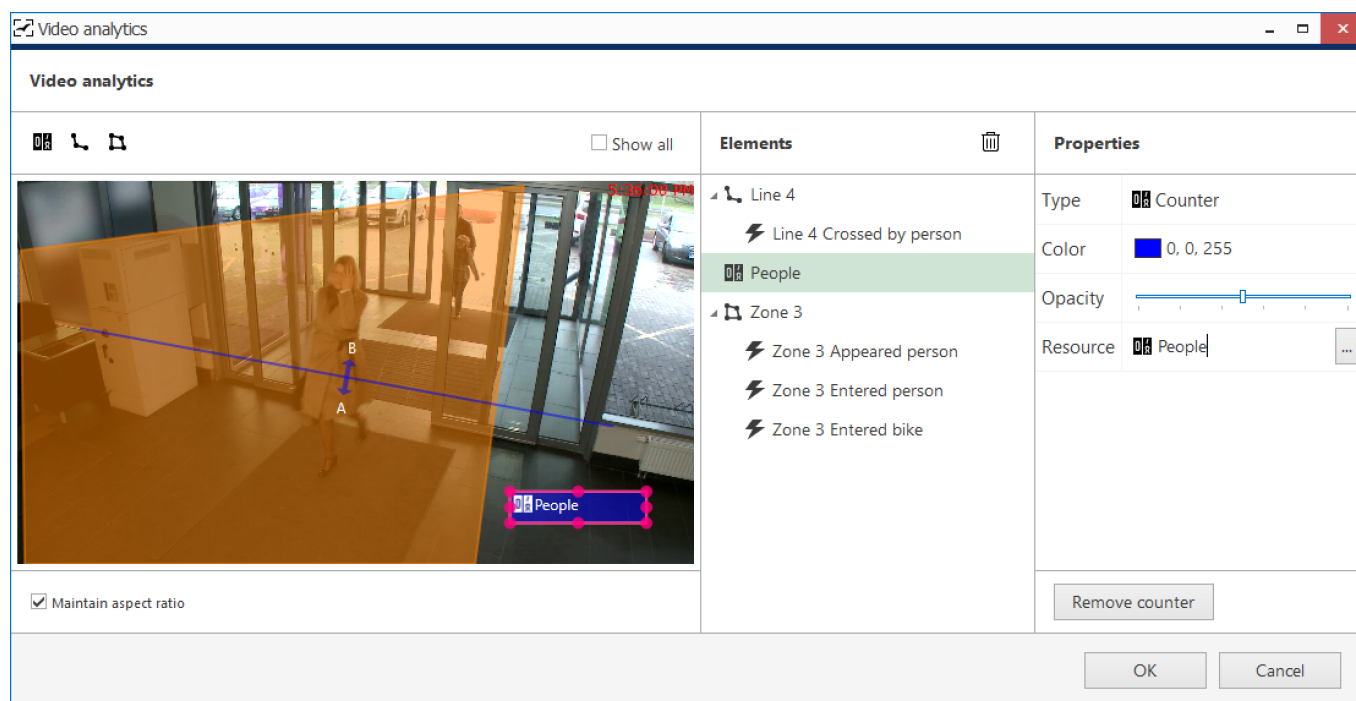 Video analytics
Video analytics
Show all
Elements
Properties
5:36:00 PM
B
A
People
Maintain aspect ratio
Line 4
Line 4 Crossed by person
People
Zone 3
Zone 3 Appeared person
Zone 3 Entered person
Zone 3 Entered bike
Type
Counter
Color
0, 0, 255
Opacity
Resource
People
...
Remove counter
OK
Cancel